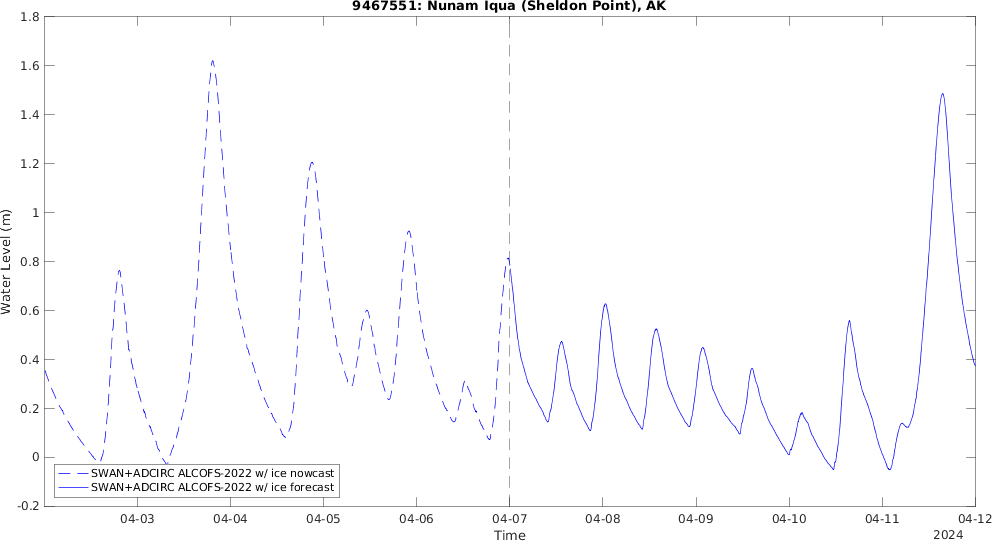 9467551: Nunam Iqua (Sheldon Point), AK
1.8
1.6
1.4
1.2
1
0.8
0.6
0.4
0.2
0
-0.2
Water Level (m)
SWAN+ADCIRC ALCOFS-2022 w/ ice nowcast
SWAN+ADCIRC ALCOFS-2022 w/ ice forecast
04-03 04-04 04-05 04-06 04-07 04-08 04-09 04-10 04-11 04-12
Time
2024